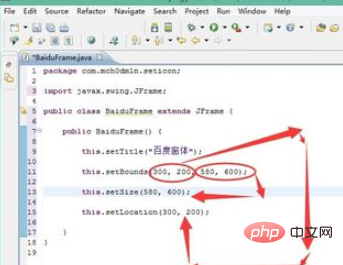 File Edit Source Refactor Navigate Search Project Run Window Help
*BaiduFrame.java
1 package com.mch0dm1n.seticon;
2
3 import javax.swing.JFrame;
4
5 public class BaiduFrame extends JFrame {
6
7 public BaiduFrame() {
8
9 this.setTitle("百度窗体");
10
11 this.setBounds(300, 200, 580, 600);
12
13 this.setSize(580, 600);
14
15 this.setLocation(300, 200);
16
17 }
18
19 }
php 中文网